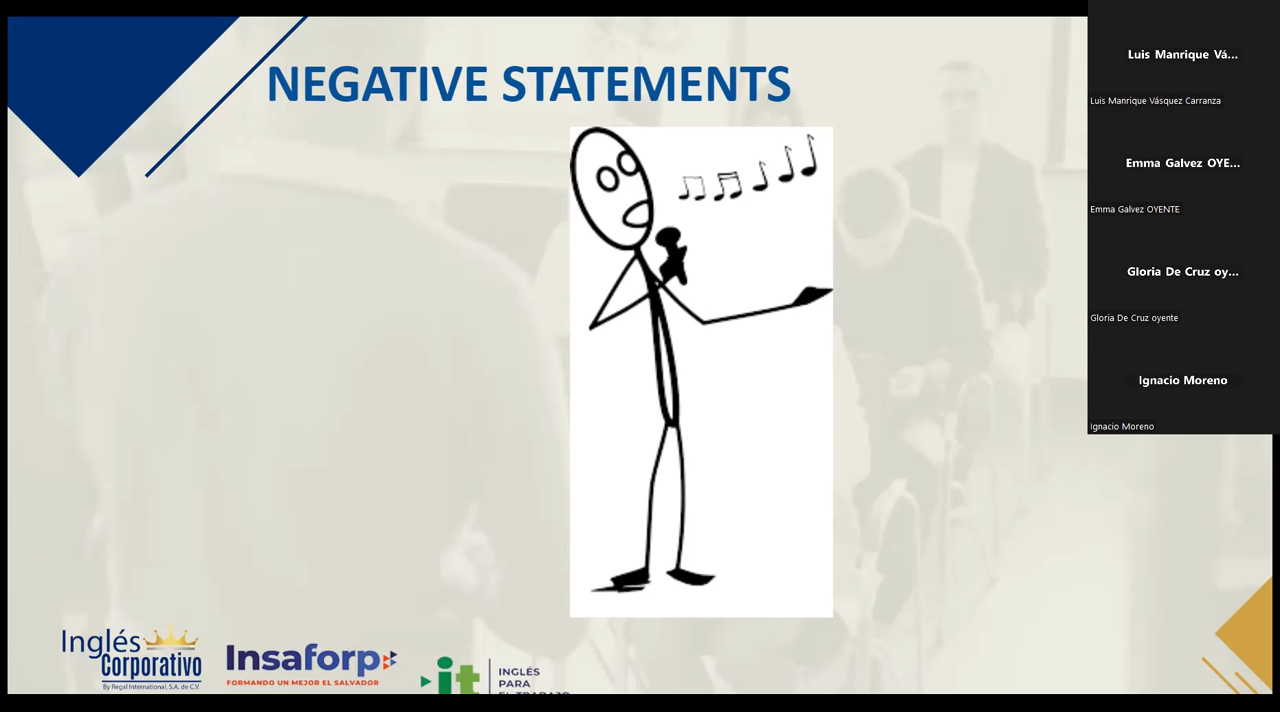 NEGATIVE STATEMENTS
Luis Manrique Vá...
Luis Manrique Vásquez Carranza
Emma Galvez OYE...
Emma Galvez OYENTE
Gloria De Cruz oy...
Gloria De Cruz oyente
Ignacio Moreno
Ignacio Moreno
Inglés
Corporativo
By Regal International, S.A. de C.V.
Insaforp
FORMANDO UN MEJOR EL SALVADOR
it
INGLÉS
PARA
EL TRABAJO